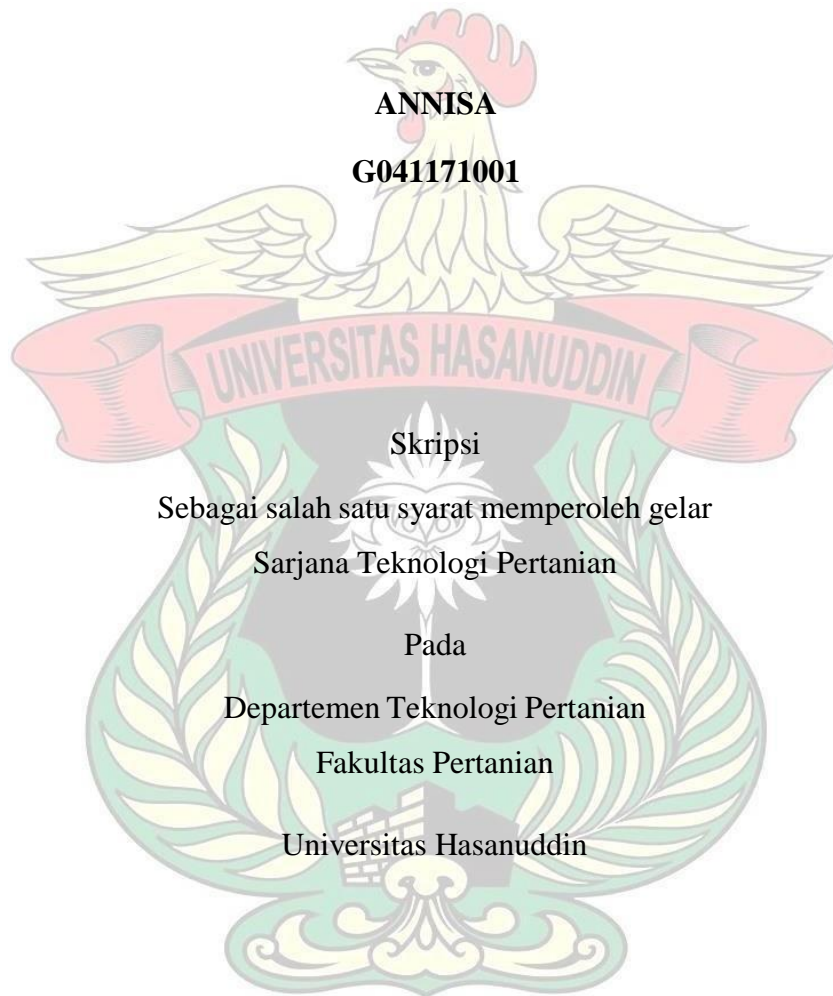 ANNISA
G041171001
UNIVERSITAS HASANUDDIN
Skripsi
Sebagai salah satu syarat memperoleh gelar
Sarjana Teknologi Pertanian
Pada
Departemen Teknologi Pertanian
Fakultas Pertanian
Universitas Hasanuddin